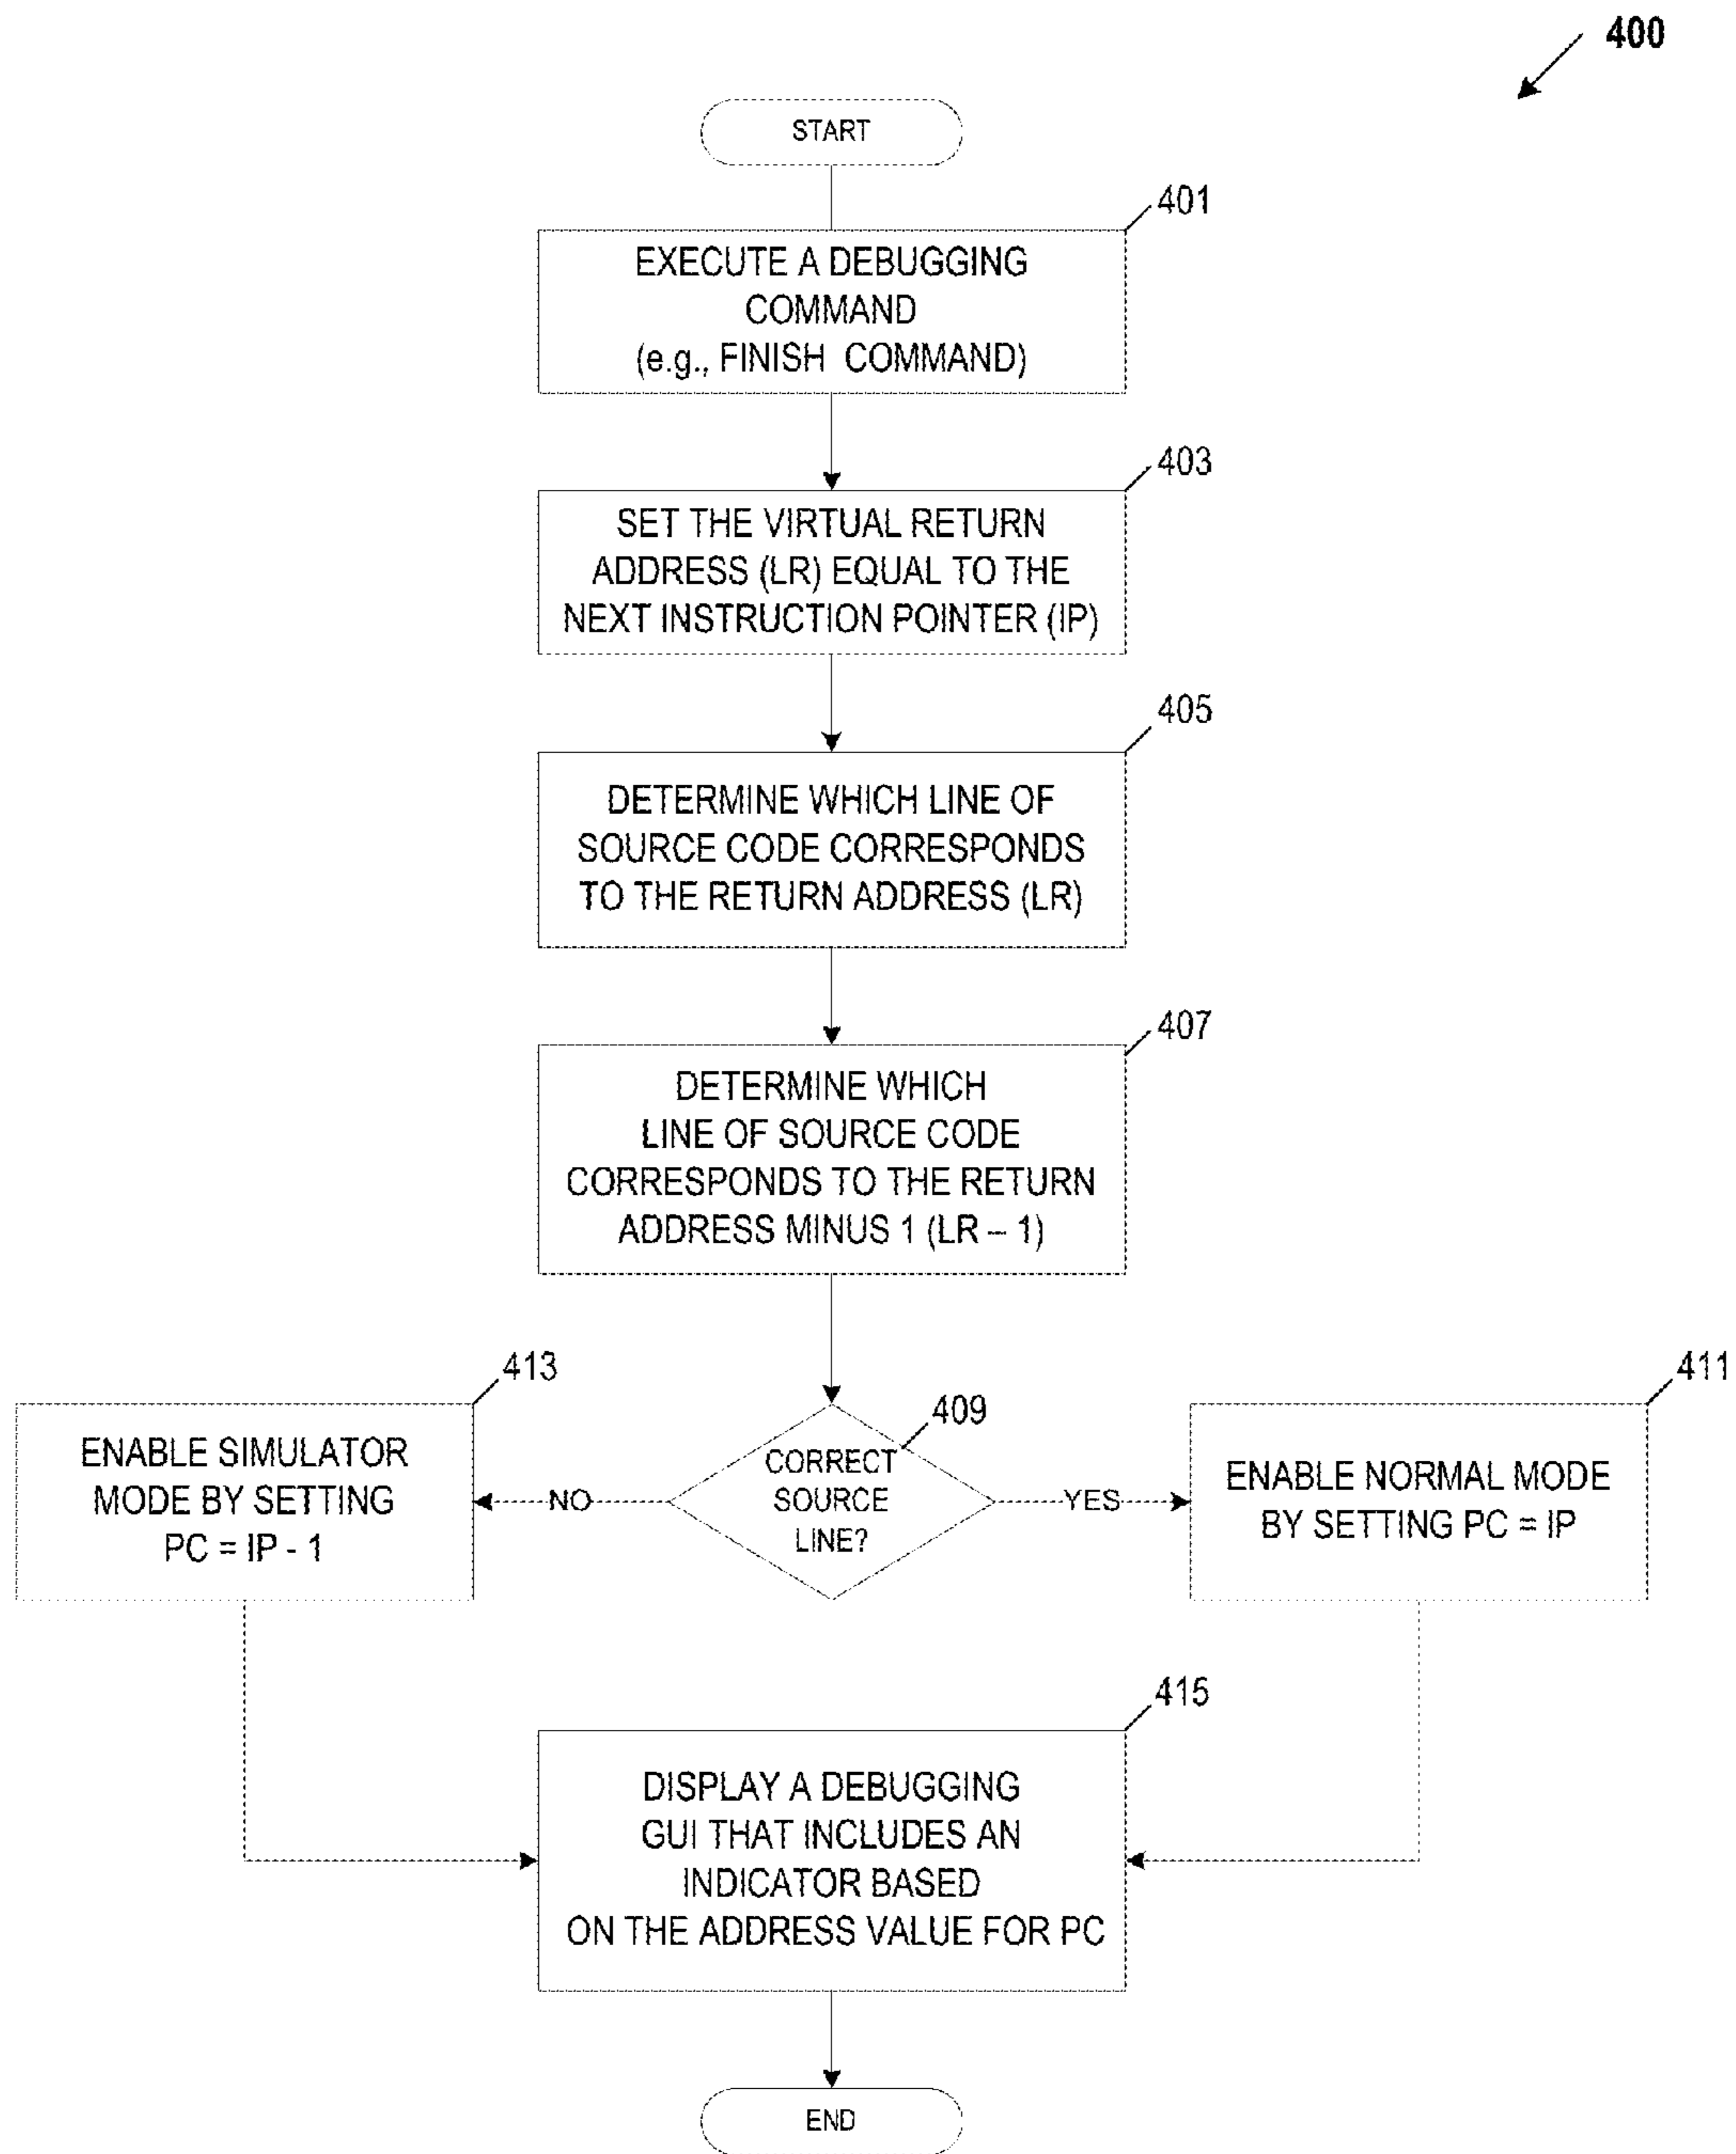 400
START
401
EXECUTE A DEBUGGING
COMMAND
(e.g., FINISH COMMAND)
403
SET THE VIRTUAL RETURN
ADDRESS (LR) EQUAL TO THE
NEXT INSTRUCTION POINTER (IP)
405
DETERMINE WHICH LINE OF
SOURCE CODE CORRESPONDS
TO THE RETURN ADDRESS (LR)
407
DETERMINE WHICH
LINE OF SOURCE CODE
CORRESPONDS TO THE RETURN
ADDRESS MINUS 1 (LR – 1)
413
ENABLE SIMULATOR
MODE BY SETTING
PC = IP - 1
NO
409
CORRECT
SOURCE
LINE?
YES
411
ENABLE NORMAL MODE
BY SETTING PC = IP
415
DISPLAY A DEBUGGING
GUI THAT INCLUDES AN
INDICATOR BASED
ON THE ADDRESS VALUE FOR PC
END